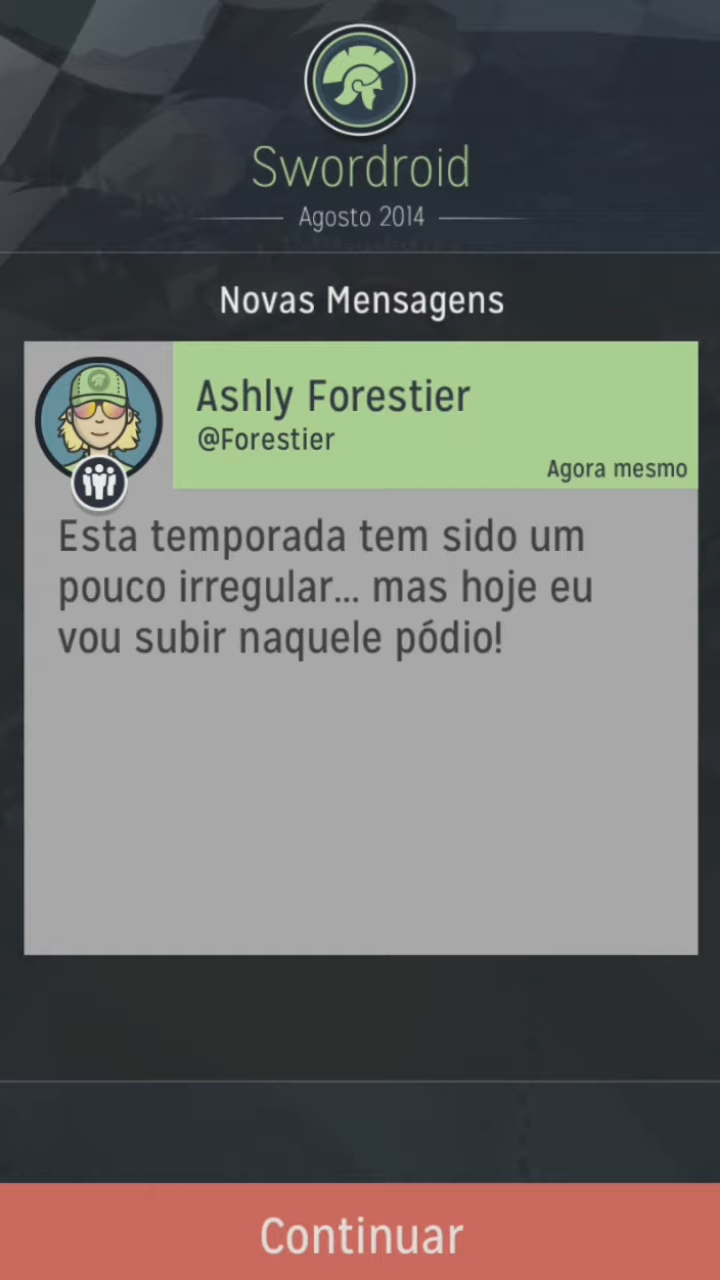 Swordroid
Agosto 2014
Novas Mensagens
Ashly Forestier
@Forestier
Agora mesmo
Esta temporada tem sido um
pouco irregular... mas hoje eu
vou subir naquele pódio!
Continuar